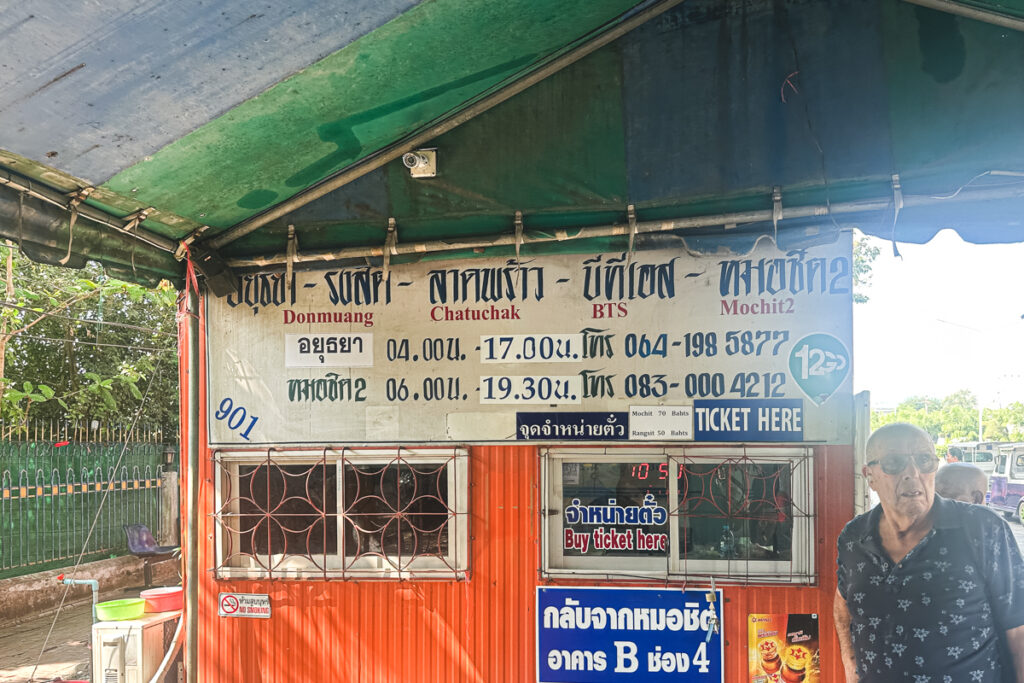 อยุธยา - รังสิต - ลาดพร้าว - บีทีเอส - หมอชิต2
Donmuang Chatuchak BTS Mochit2
อยุธยา 04.00น. - 17.00น. โทร 064-198 5877
หมอชิต2 06.00น. - 19.30น. โทร 083-000 4212
901
จุดจำหน่ายตั๋ว
Mochit 70 Bahts
Rangsit 50 Bahts
TICKET HERE
12GO
10 5
จำหน่ายตั๋ว
Buy ticket here
ห้ามสูบบุหรี่
NO SMOKING
กลับจากหมอชิต
อาคาร B ช่อง 4